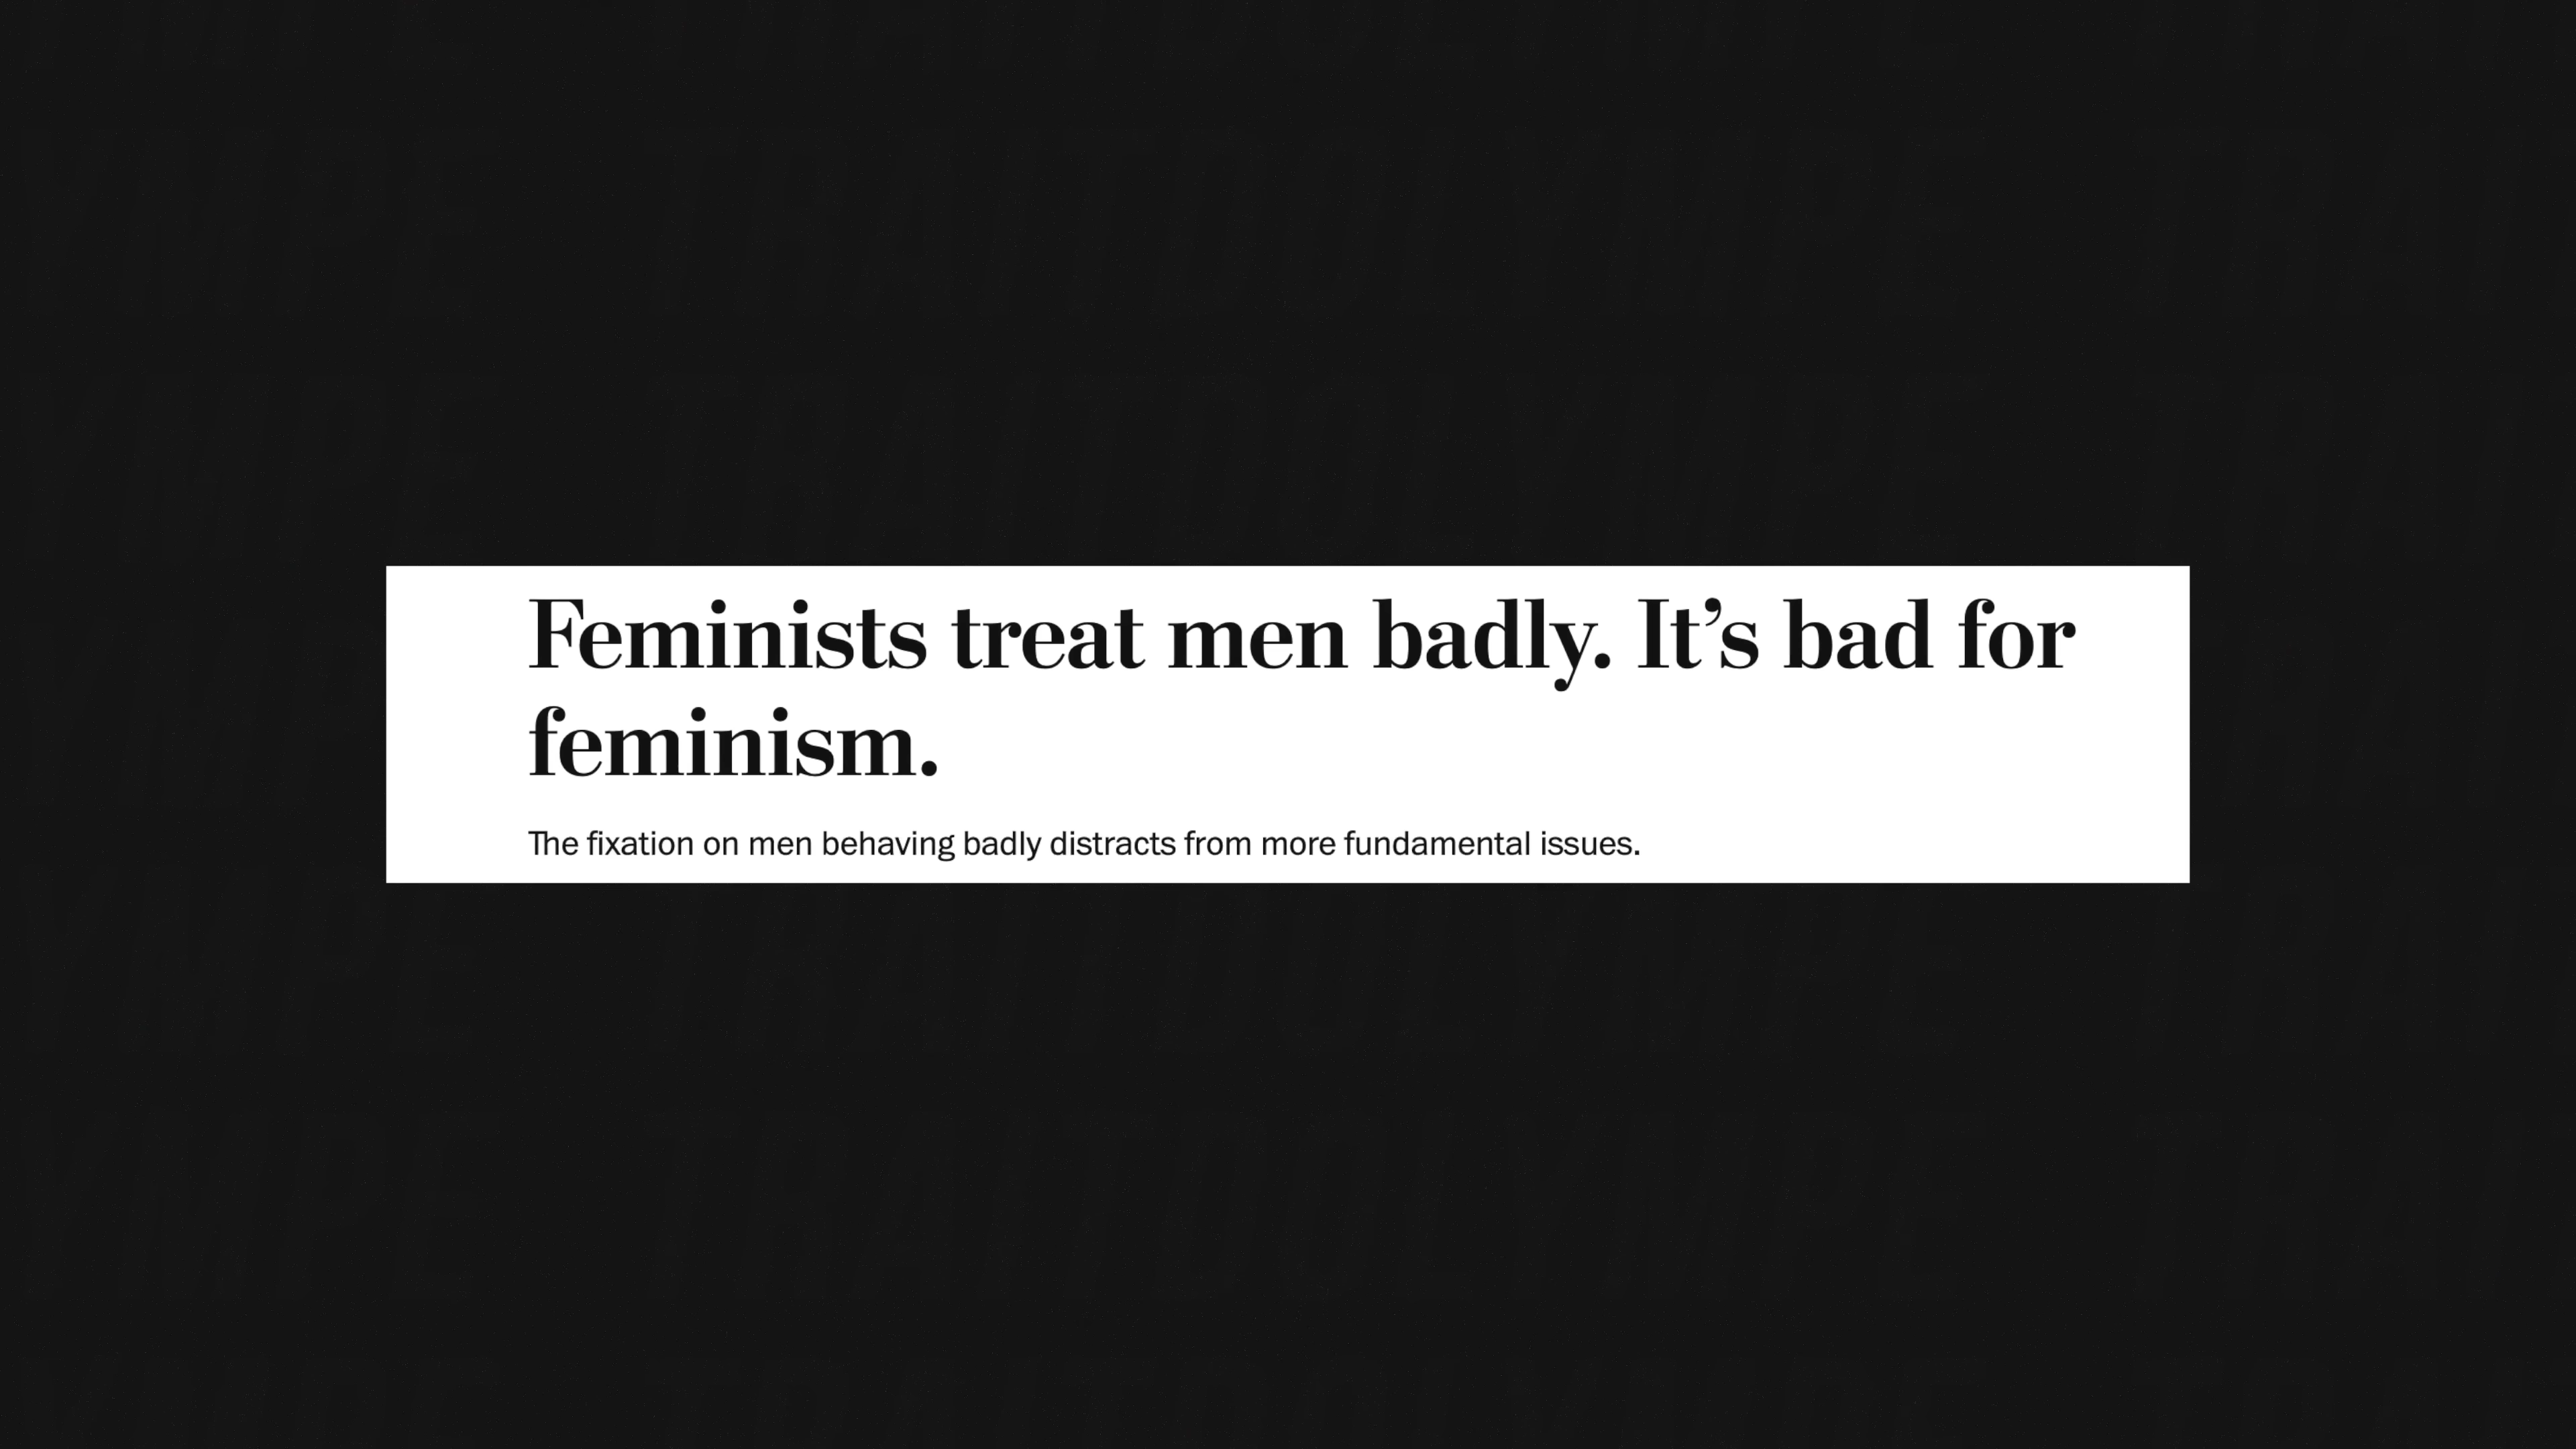 Feminists treat men badly. It’s bad for
feminism.
The fixation on men behaving badly distracts from more fundamental issues.